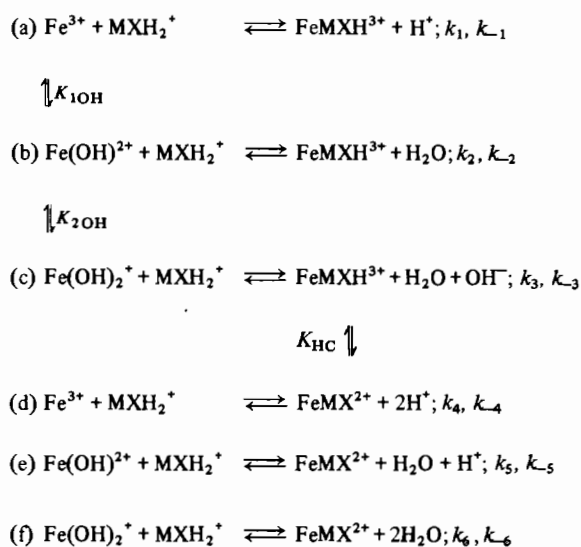 (a) Fe³⁺ + MXH₂⁺ ⇌ FeMXH³⁺ + H⁺; k₁, k₋₁
⇌ K₁OH
(b) Fe(OH)²⁺ + MXH₂⁺ ⇌ FeMXH³⁺ + H₂O; k₂, k₋₂
⇌ K₂OH
(c) Fe(OH)₂⁺ + MXH₂⁺ ⇌ FeMXH³⁺ + H₂O + OH⁻; k₃, k₋₃
K_HC ⇌
(d) Fe³⁺ + MXH₂⁺ ⇌ FeMX²⁺ + 2H⁺; k₄, k₋₄
(e) Fe(OH)²⁺ + MXH₂⁺ ⇌ FeMX²⁺ + H₂O + H⁺; k₅, k₋₅
(f) Fe(OH)₂⁺ + MXH₂⁺ ⇌ FeMX²⁺ + 2H₂O; k₆, k₋₆